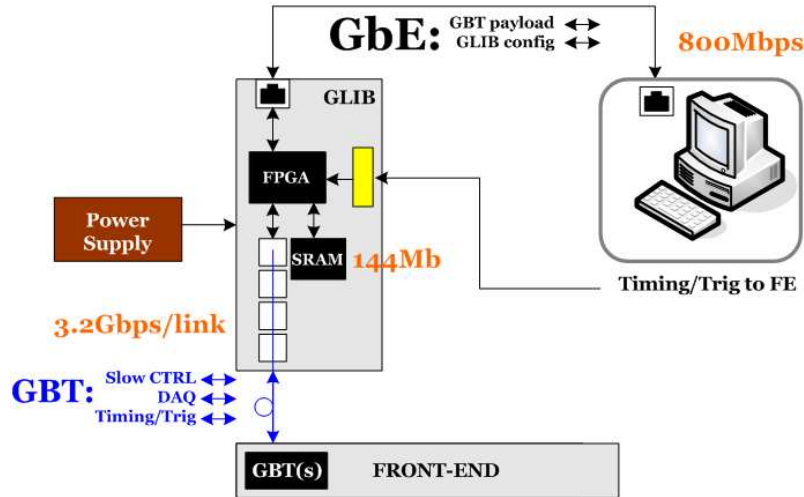 GbE:
GBT payload
GLIB config
800Mbps
GLIB
FPGA
Power
Supply
SRAM
144Mb
Timing/Trig to FE
3.2Gbps/link
GBT:
Slow CTRL
DAQ
Timing/Trig
GBT(s)
FRONT-END